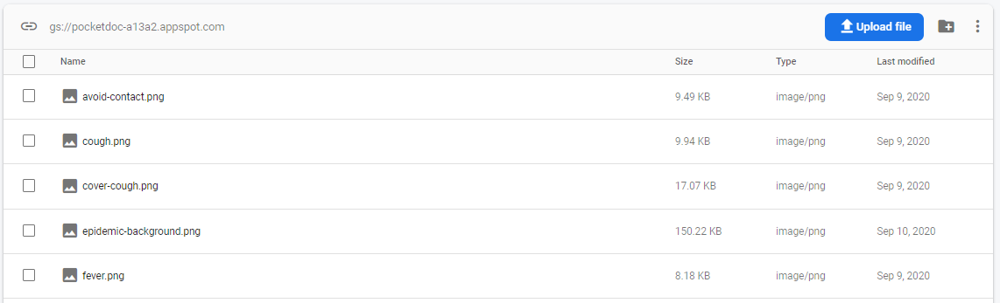 gs://pocketdoc-a13a2.appspot.com Upload file
Name Size Type Last modified
avoid-contact.png 9.49 KB image/png Sep 9, 2020
cough.png 9.94 KB image/png Sep 9, 2020
cover-cough.png 17.07 KB image/png Sep 9, 2020
epidemic-background.png 150.22 KB image/png Sep 10, 2020
fever.png 8.18 KB image/png Sep 9, 2020